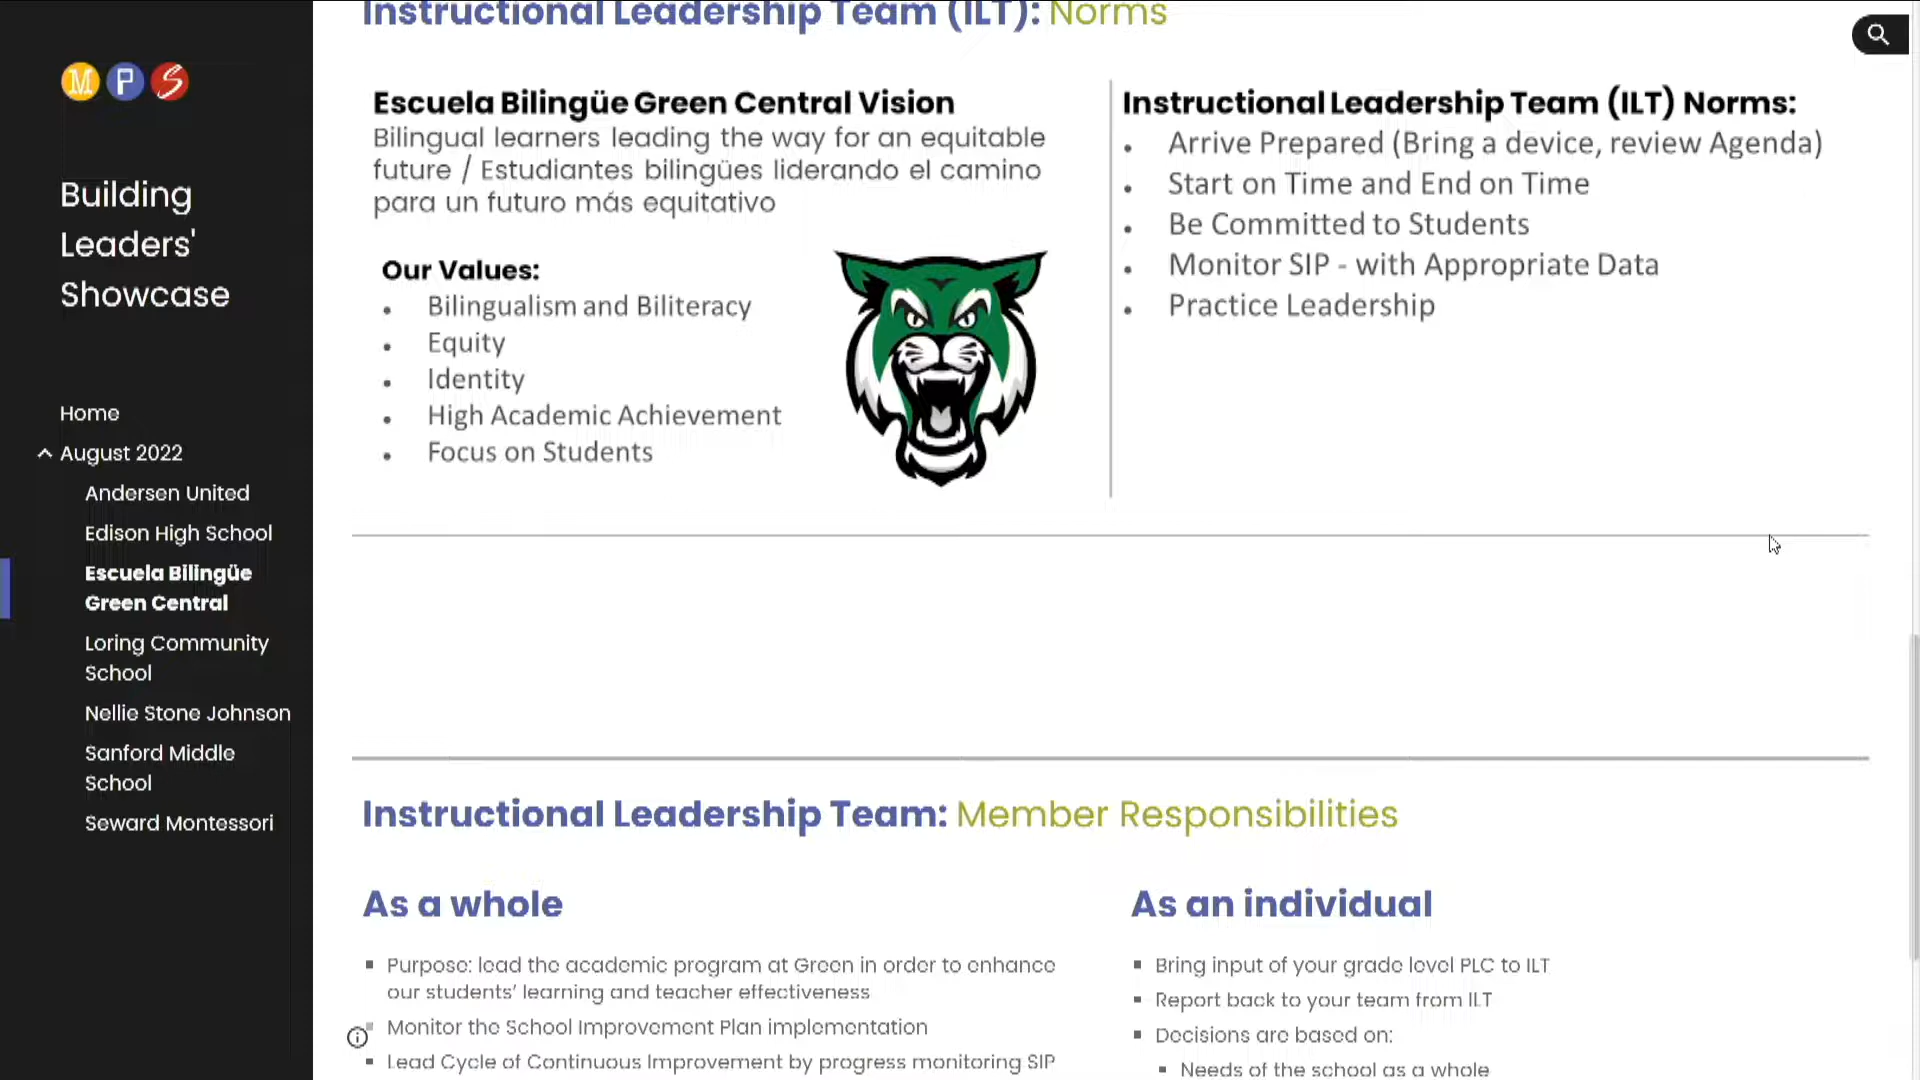 Instructional Leadership Team (ILT): Norms
MPS
Building
Leaders'
Showcase
Home
August 2022
Andersen United
Edison High School
Escuela Bilingüe
Green Central
Loring Community
School
Nellie Stone Johnson
Sanford Middle
School
Seward Montessori
Escuela Bilingüe Green Central Vision
Bilingual learners leading the way for an equitable
future / Estudiantes bilingües liderando el camino
para un futuro más equitativo
Our Values:
• Bilingualism and Biliteracy
• Equity
• Identity
• High Academic Achievement
• Focus on Students
Instructional Leadership Team (ILT) Norms:
• Arrive Prepared (Bring a device, review Agenda)
• Start on Time and End on Time
• Be Committed to Students
• Monitor SIP - with Appropriate Data
• Practice Leadership
Instructional Leadership Team: Member Responsibilities
As a whole
▪ Purpose: lead the academic program at Green in order to enhance
our students' learning and teacher effectiveness
▪ Monitor the School Improvement Plan implementation
▪ Lead Cycle of Continuous Improvement by progress monitoring SIP
As an individual
▪ Bring input of your grade level PLC to ILT
▪ Report back to your team from ILT
▪ Decisions are based on:
▪ Needs of the school as a whole